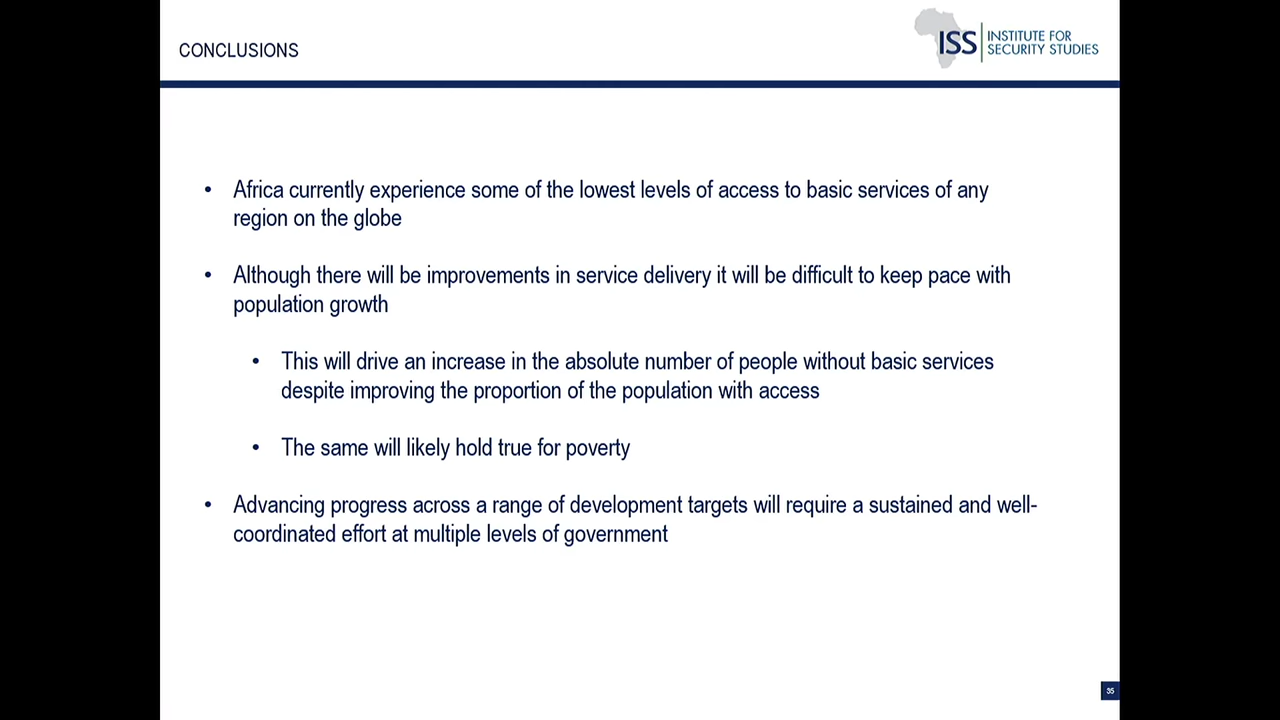 CONCLUSIONS
ISS
INSTITUTE FOR
SECURITY STUDIES
• Africa currently experience some of the lowest levels of access to basic services of any
region on the globe
• Although there will be improvements in service delivery it will be difficult to keep pace with
population growth
• This will drive an increase in the absolute number of people without basic services
despite improving the proportion of the population with access
• The same will likely hold true for poverty
• Advancing progress across a range of development targets will require a sustained and well-
coordinated effort at multiple levels of government
35